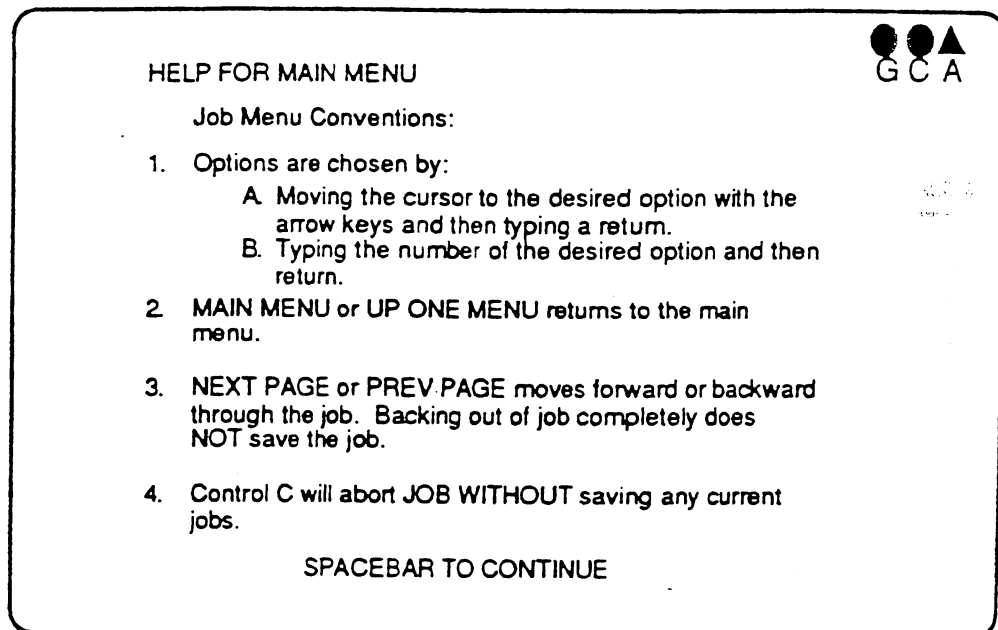 G C A
HELP FOR MAIN MENU
Job Menu Conventions:
1. Options are chosen by:
A. Moving the cursor to the desired option with the
arrow keys and then typing a return.
B. Typing the number of the desired option and then
return.
2. MAIN MENU or UP ONE MENU returns to the main
menu.
3. NEXT PAGE or PREV PAGE moves forward or backward
through the job. Backing out of job completely does
NOT save the job.
4. Control C will abort JOB WITHOUT saving any current
jobs.
SPACEBAR TO CONTINUE